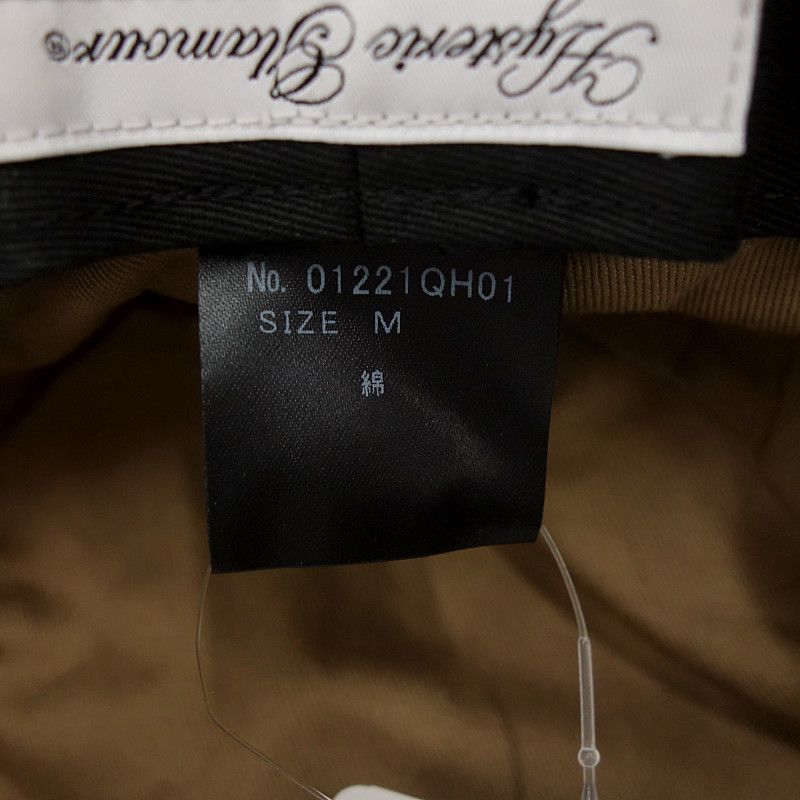 Hysteric Glamour®
No. 01221QH01
SIZE M
綿